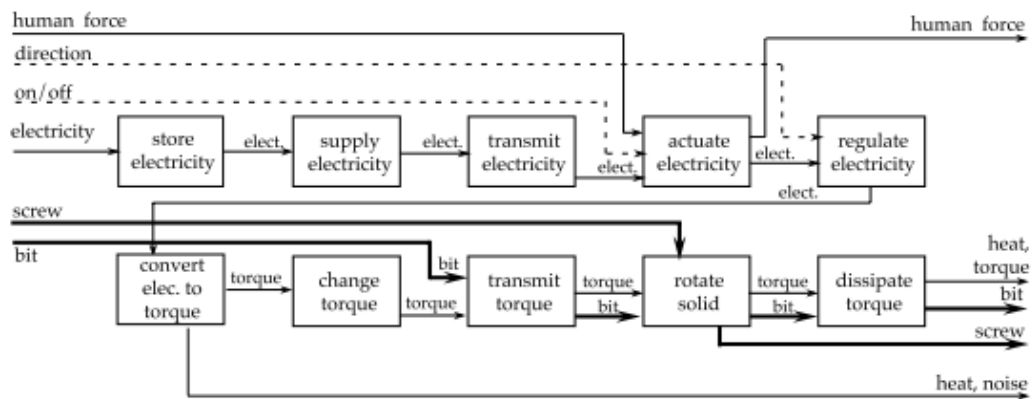 human force
human force
direction
on/off
electricity
store
electricity
elect.
supply
electricity
elect.
transmit
electricity
elect.
actuate
electricity
elect.
regulate
electricity
elect.
screw
bit
convert
elec. to
torque
torque
change
torque
torque
bit
transmit
torque
torque
bit
rotate
solid
torque
bit
dissipate
torque
heat,
torque
bit
screw
heat, noise